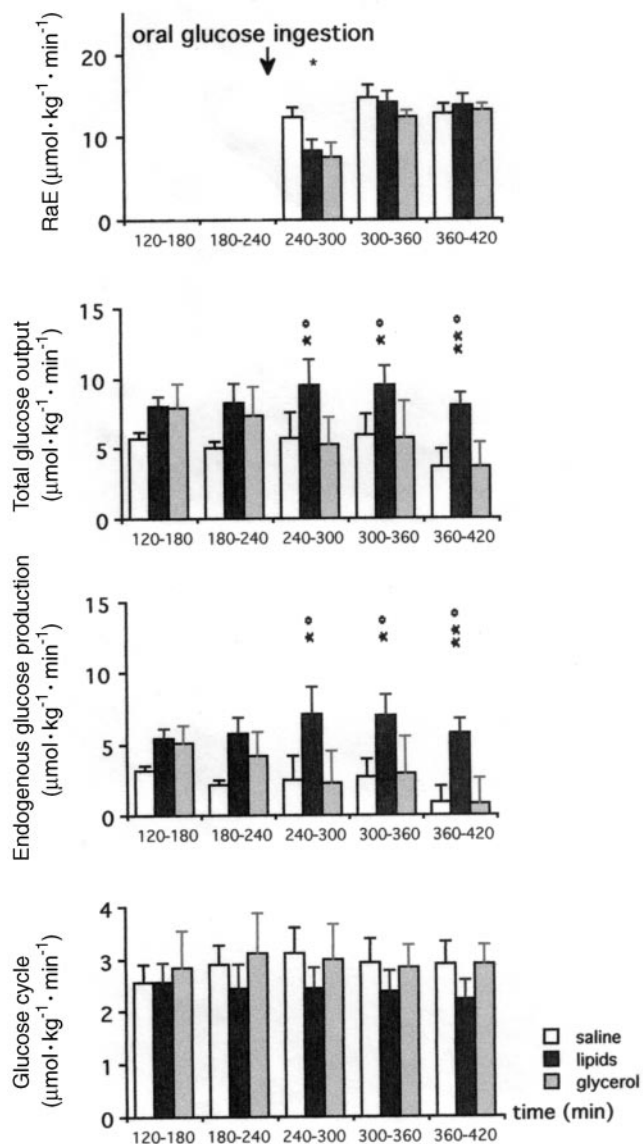 oral glucose ingestion
*
RaE (μmol·kg-1·min-1)
20
10
0
120-180 180-240 240-300 300-360 360-420
Total glucose output
(μmol·kg-1·min-1)
15
10
5
0
° ° °
* * **
120-180 180-240 240-300 300-360 360-420
Endogenous glucose production
(μmol·kg-1·min-1)
15
10
5
0
° ° °
* * **
120-180 180-240 240-300 300-360 360-420
Glucose cycle
(μmol·kg-1·min-1)
4
3
2
1
0
saline
lipids
glycerol
time (min)
120-180 180-240 240-300 300-360 360-420